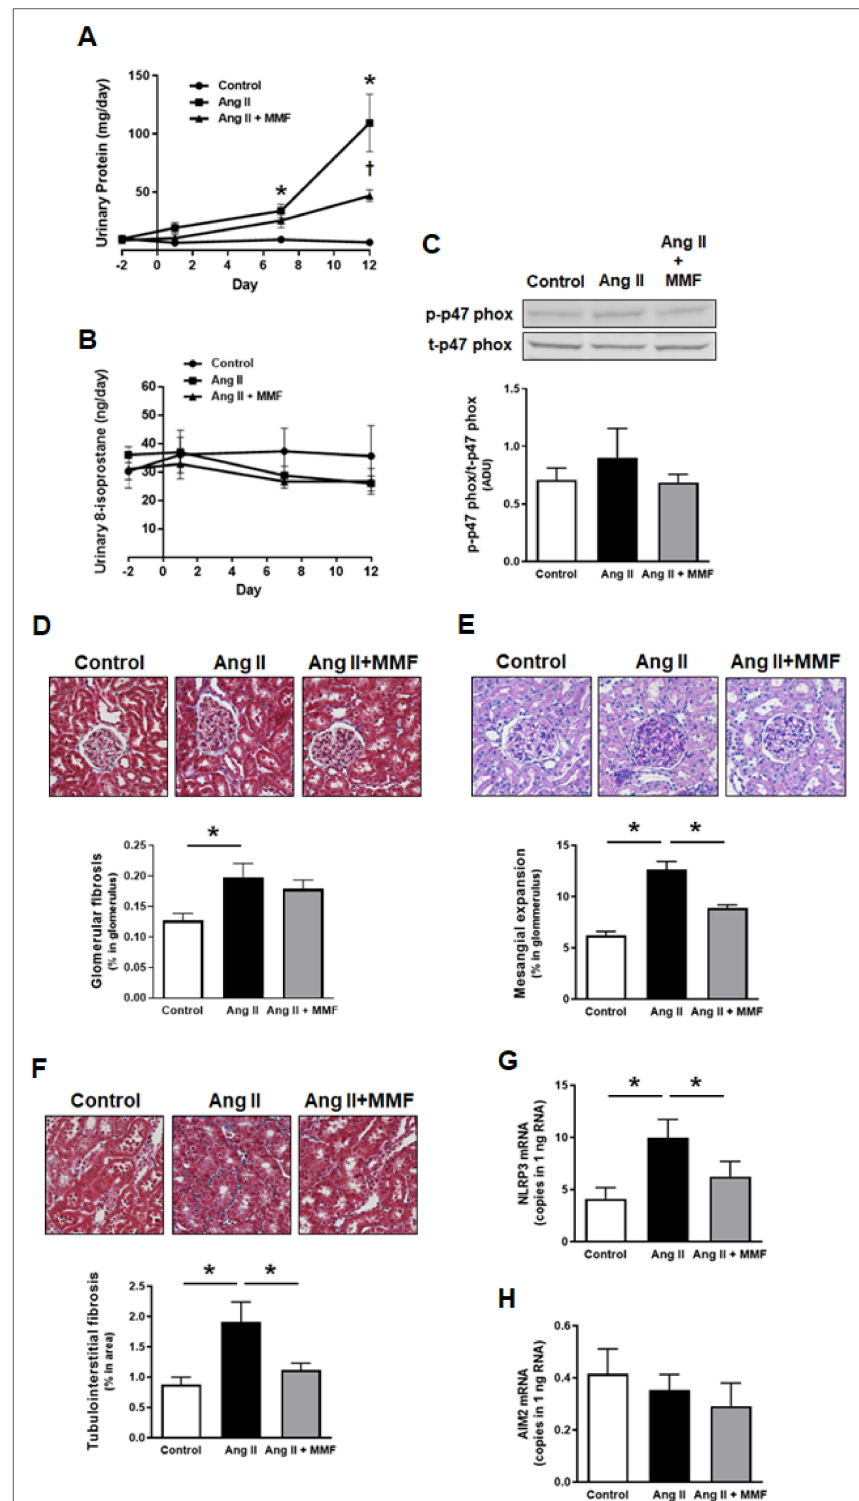 A
Urinary Protein (mg/day)
150
100
50
Control
Ang II
Ang II + MMF
*
*
†
-2 0 2 4 6 8 10 12
Day
B
Urinary 8-isoprostane (ng/day)
60
50
40
30
20
10
Control
Ang II
Ang II + MMF
-2 0 2 4 6 8 10 12
Day
C
Control Ang II Ang II + MMF
p-p47 phox
t-p47 phox
p-p47 phox/t-p47 phox
(ADU)
1.5
1.0
0.5
0.0
Control Ang II Ang II + MMF
D
Control Ang II Ang II+MMF
Glomerular fibrosis
(% in glomerulus)
0.25
0.20
0.15
0.10
0.05
0.00
*
Control Ang II Ang II + MMF
E
Control Ang II Ang II+MMF
Mesangial expansion
(% in glommerulus)
15
10
5
0
* *
Control Ang II Ang II + MMF
F
Control Ang II Ang II+MMF
Tubulointerstitial fibrosis
(% in area)
2.5
2.0
1.5
1.0
0.5
0.0
* *
Control Ang II Ang II + MMF
G
NLRP3 mRNA
(copies in 1 ng RNA)
15
10
5
0
* *
Control Ang II Ang II + MMF
H
AIM2 mRNA
(copies in 1 ng RNA)
0.6
0.4
0.2
0.0
Control Ang II Ang II + MMF